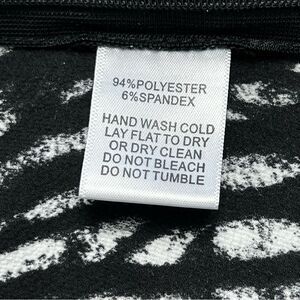 94%POLYESTER
6%SPANDEX
HAND WASH COLD
LAY FLAT TO DRY
OR DRY CLEAN
DO NOT BLEACH
DO NOT TUMBLE